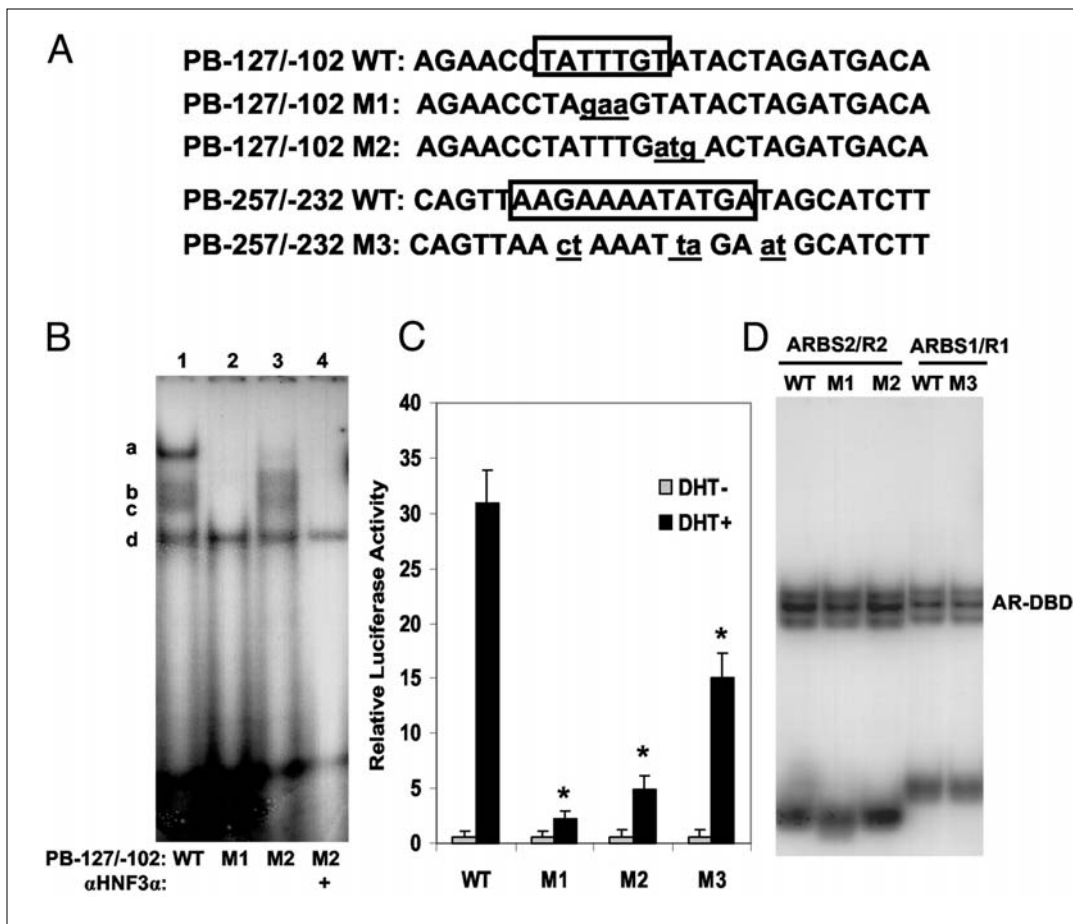 A
PB-127/-102 WT: AGAACCTATTTGTATACTAGATGACA
PB-127/-102 M1: AGAACCTAgaaGTATACTAGATGACA
PB-127/-102 M2: AGAACCTATTTGatg ACTAGATGACA
PB-257/-232 WT: CAGTTAAGAAAATATGATAGCATCTT
PB-257/-232 M3: CAGTTAA ct AAAT ta GA at GCATCTT
B
1 2 3 4
a
b
c
d
PB-127/-102: WT M1 M2 M2
αHNF3α: +
C
40
35
30
25
20
15
10
5
0
Relative Luciferase Activity
DHT-
DHT+
* * *
WT M1 M2 M3
D
ARBS2/R2 ARBS1/R1
WT M1 M2 WT M3
AR-DBD